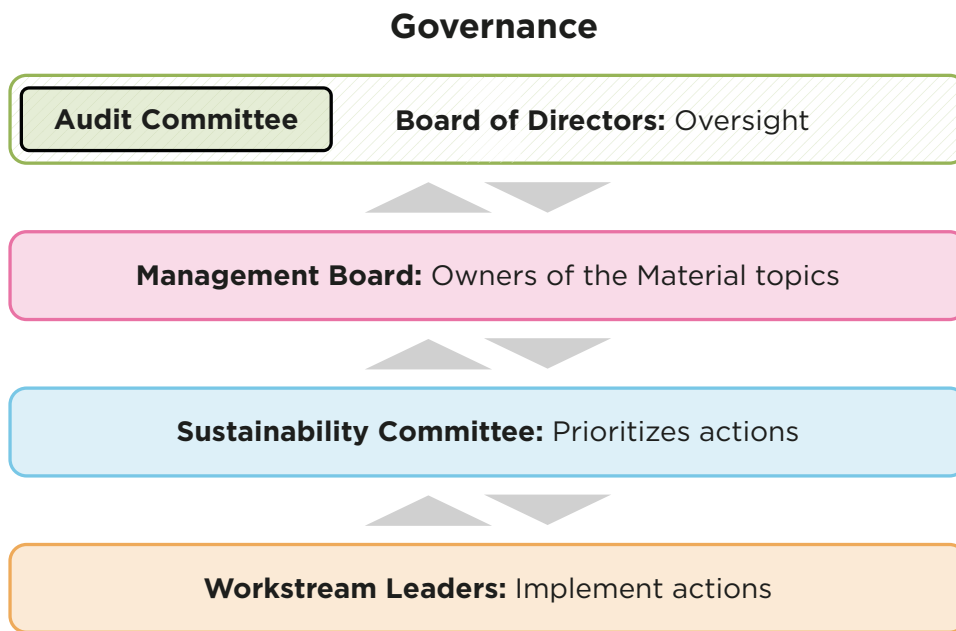 Governance
Audit Committee
Board of Directors: Oversight
Management Board: Owners of the Material topics
Sustainability Committee: Prioritizes actions
Workstream Leaders: Implement actions